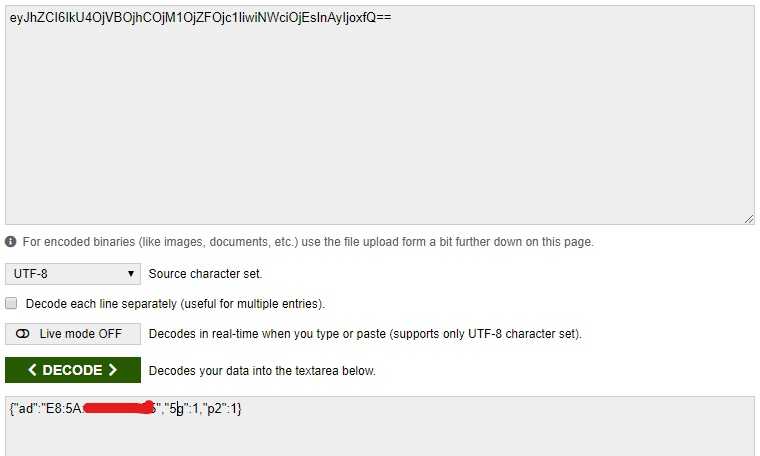 eyJhZCI6IkU4OjVBOjhCOjM1OjZFOjc1IiwiNWciOjEsInAyIjoxfQ==
For encoded binaries (like images, documents, etc.) use the file upload form a bit further down on this page.
UTF-8 Source character set.
Decode each line separately (useful for multiple entries).
Live mode OFF Decodes in real-time when you type or paste (supports only UTF-8 character set).
DECODE Decodes your data into the textarea below.
{"ad":"E8:5A: ","5g":1,"p2":1}